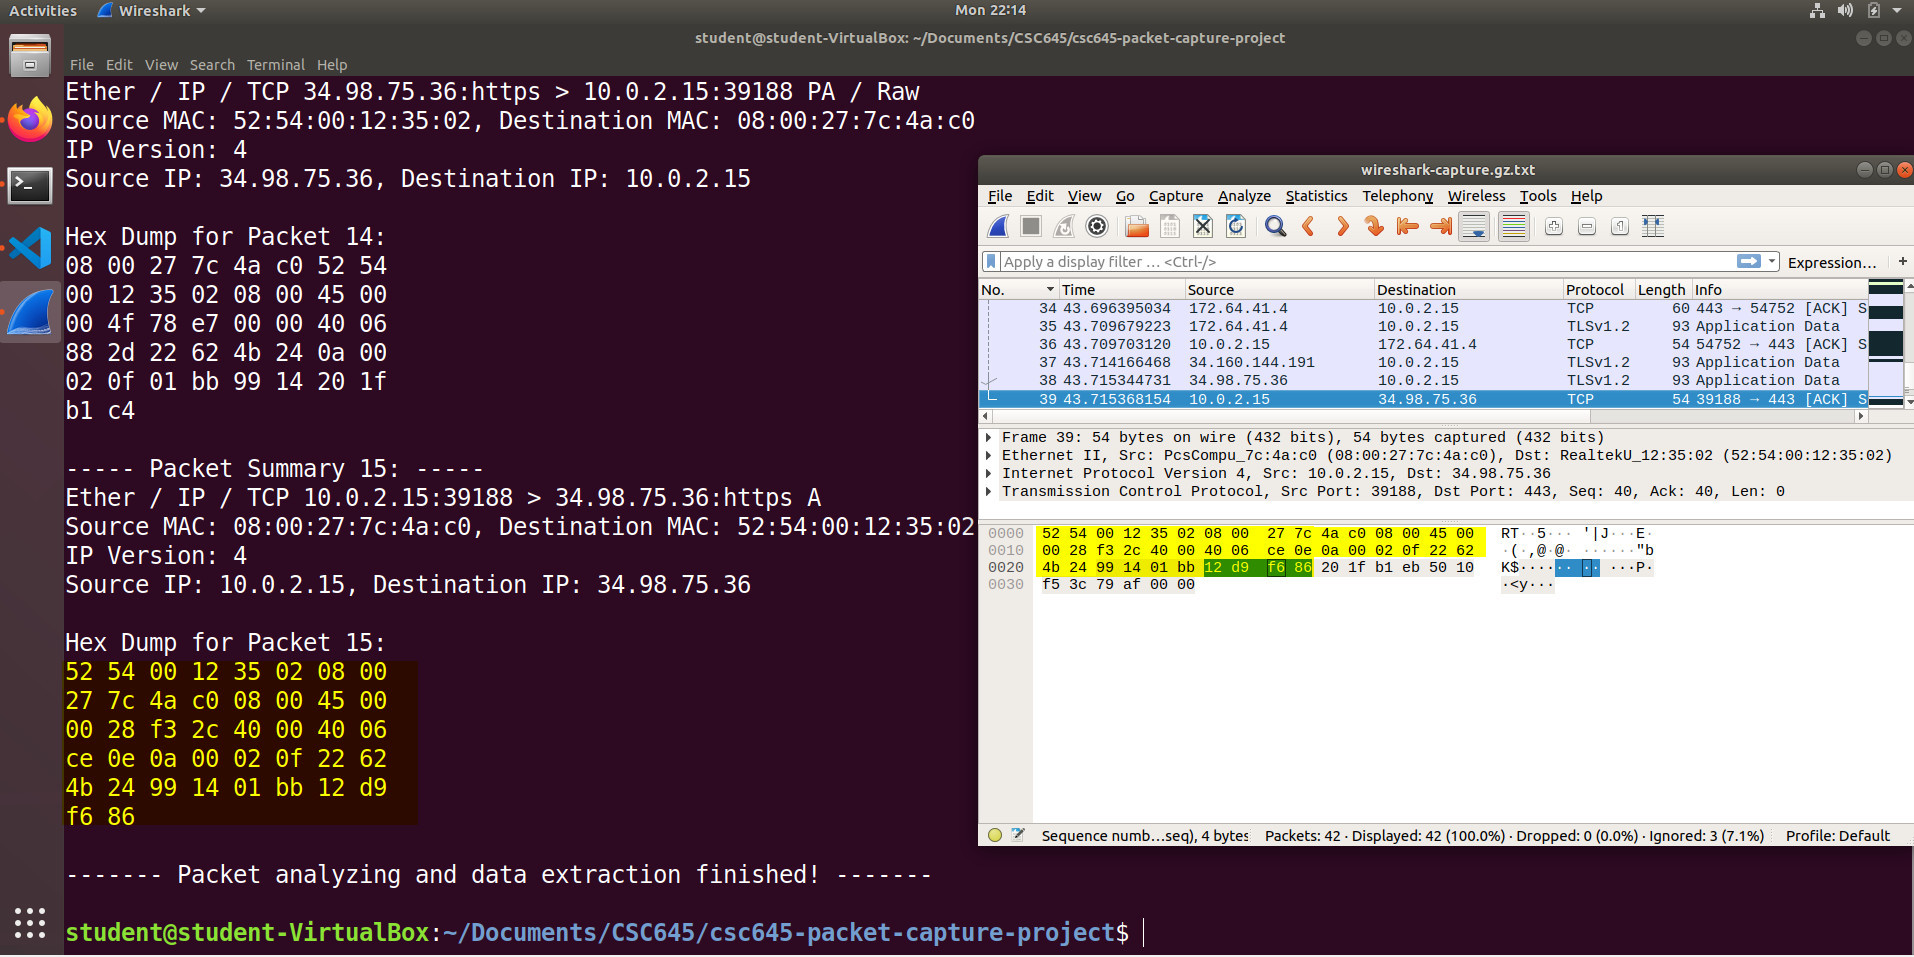 Activities Wireshark Mon 22:14
student@student-VirtualBox: ~/Documents/CSC645/csc645-packet-capture-project
File Edit View Search Terminal Help
Ether / IP / TCP 34.98.75.36:https > 10.0.2.15:39188 PA / Raw
Source MAC: 52:54:00:12:35:02, Destination MAC: 08:00:27:7c:4a:c0
IP Version: 4
Source IP: 34.98.75.36, Destination IP: 10.0.2.15
Hex Dump for Packet 14:
08 00 27 7c 4a c0 52 54
00 12 35 02 08 00 45 00
00 4f 78 e7 00 00 40 06
88 2d 22 62 4b 24 0a 00
02 0f 01 bb 99 14 20 1f
b1 c4
----- Packet Summary 15: -----
Ether / IP / TCP 10.0.2.15:39188 > 34.98.75.36:https A
Source MAC: 08:00:27:7c:4a:c0, Destination MAC: 52:54:00:12:35:02
IP Version: 4
Source IP: 10.0.2.15, Destination IP: 34.98.75.36
Hex Dump for Packet 15:
52 54 00 12 35 02 08 00
27 7c 4a c0 08 00 45 00
00 28 f3 2c 40 00 40 06
ce 0e 0a 00 02 0f 22 62
4b 24 99 14 01 bb 12 d9
f6 86
------- Packet analyzing and data extraction finished! -------
student@student-VirtualBox:~/Documents/CSC645/csc645-packet-capture-project$
wireshark-capture.gz.txt
File Edit View Go Capture Analyze Statistics Telephony Wireless Tools Help
Apply a display filter … <Ctrl-/> Expression… +
No. Time Source Destination Protocol Length Info
34 43.696395034 172.64.41.4 10.0.2.15 TCP 60 443 → 54752 [ACK] S
35 43.709679223 172.64.41.4 10.0.2.15 TLSv1.2 93 Application Data
36 43.709703120 10.0.2.15 172.64.41.4 TCP 54 54752 → 443 [ACK] S
37 43.714166468 34.160.144.191 10.0.2.15 TLSv1.2 93 Application Data
38 43.715344731 34.98.75.36 10.0.2.15 TLSv1.2 93 Application Data
39 43.715368154 10.0.2.15 34.98.75.36 TCP 54 39188 → 443 [ACK] S
Frame 39: 54 bytes on wire (432 bits), 54 bytes captured (432 bits)
Ethernet II, Src: PcsCompu_7c:4a:c0 (08:00:27:7c:4a:c0), Dst: RealtekU_12:35:02 (52:54:00:12:35:02)
Internet Protocol Version 4, Src: 10.0.2.15, Dst: 34.98.75.36
Transmission Control Protocol, Src Port: 39188, Dst Port: 443, Seq: 40, Ack: 40, Len: 0
0000 52 54 00 12 35 02 08 00 27 7c 4a c0 08 00 45 00 RT··5··· '|J···E·
0010 00 28 f3 2c 40 00 40 06 ce 0e 0a 00 02 0f 22 62 ·(·,@·@· ······"b
0020 4b 24 99 14 01 bb 12 d9 f6 86 20 1f b1 eb 50 10 K$······ ·· ···P·
0030 f5 3c 79 af 00 00 ·<y···
Sequence numb…seq), 4 bytes Packets: 42 · Displayed: 42 (100.0%) · Dropped: 0 (0.0%) · Ignored: 3 (7.1%) Profile: Default